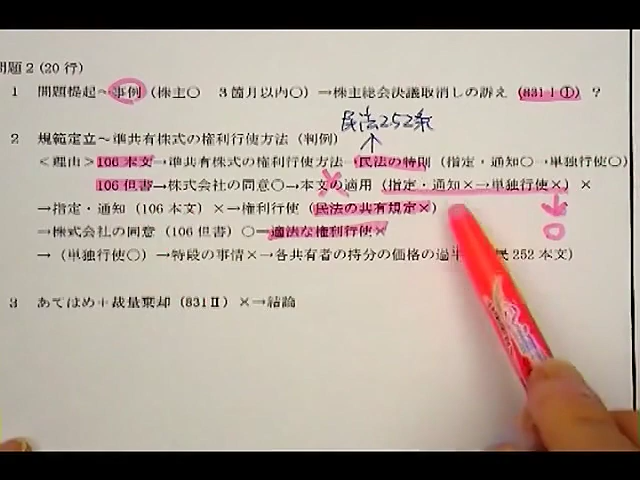 問題2(20行)
1 問題提起~事例(株主○ 3箇月以内○)→株主総会決議取消しの訴え(831Ⅰ①)?
民法252条
2 規範定立~準共有株式の権利行使方法(判例)
<理由>106本文→準共有株式の権利行使方法→民法の特則(指定・通知○→単独行使○)
106但書→株式会社の同意○→本文の適用(指定・通知×→単独行使×)×
→指定・通知(106本文)×→権利行使(民法の共有規定×)
→株式会社の同意(106但書)○→適法な権利行使×
→(単独行使○)→特段の事情×→各共有者の持分の価格の過半 民252本文)
3 あてはめ+裁量棄却(831Ⅱ)×→結論